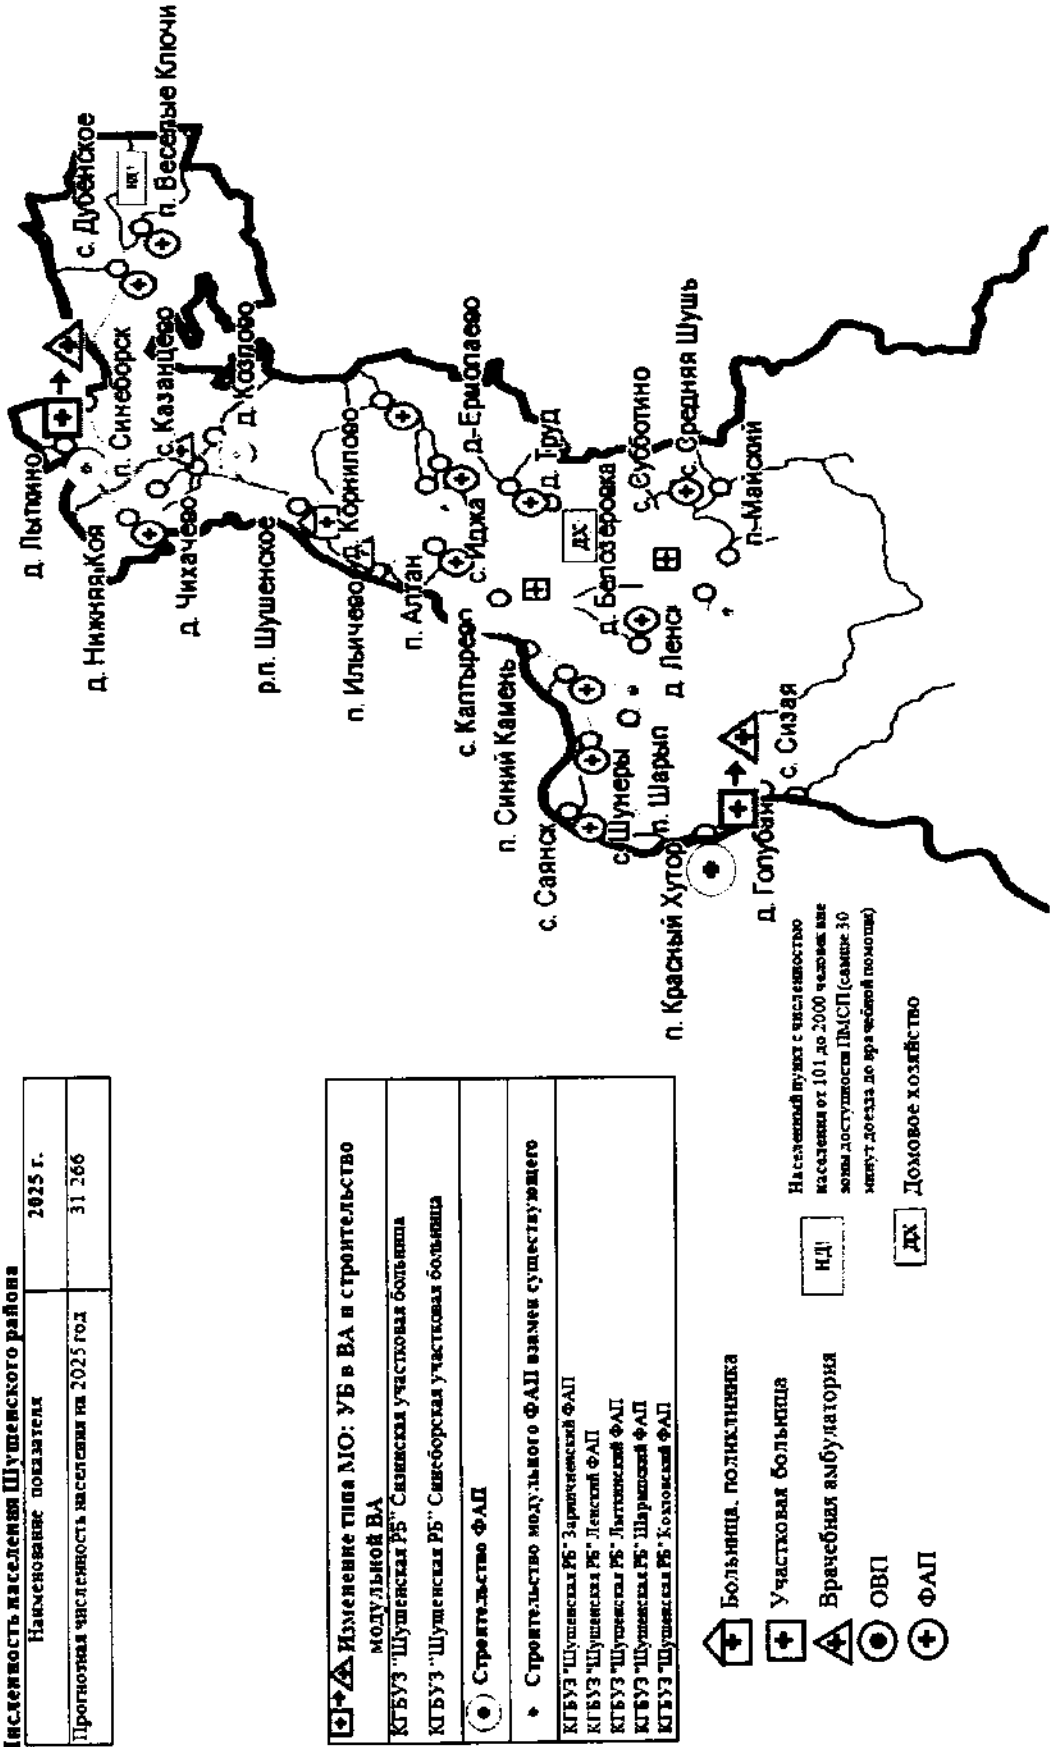 Численность населения Шушенского района
Наименование показателя
2025 г.
Прогнозная численность населения на 2025 год
31 266
Изменение типа МО: УБ в ВА и строительство
модульной ВА
КГБУЗ "Шушенская РБ" Сизинская участковая больница
КГБУЗ "Шушенская РБ" Синеборская участковая больница
Строительство ФАП
Строительство модульного ФАП взамен существующего
КГБУЗ "Шушенская РБ" Заричневский ФАП
КГБУЗ "Шушенская РБ" Ленский ФАП
КГБУЗ "Шушенская РБ" Лыткинский ФАП
КГБУЗ "Шушенская РБ" Шарыпский ФАП
КГБУЗ "Шушенская РБ" Козловский ФАП
Больница, поликлиника
Участковая больница
Врачебная амбулатория
ОВП
ФАП
НД!
Населенный пункт с численностью
населения от 101 до 2000 человек вне
зоны доступности ПМСП (свыше 30
минут доезда до врачебной помощи)
ДХ
Домовое хозяйство
д. Лыткино
д. Нижняя Коя
п. Синеборск
с. Дубенское
НД!
п. Веселые Ключи
д. Чихачево
с. Казанцево
д. Козлово
р.п. Шушенское
п. Ильичево
д. Корнилово
п. Алтан
с. Каптырево
с. Иджа
д-Ермолаево
п. Синий Камень
д. Труд
ДХ
с. Саянск
д. Белозеровка
с. Субботино
с. Шунеры
п. Шарып
д. Ленск
с. Средняя Шушь
п. Красный Хутор
п-Майский
д. Голубая
с. Сизая